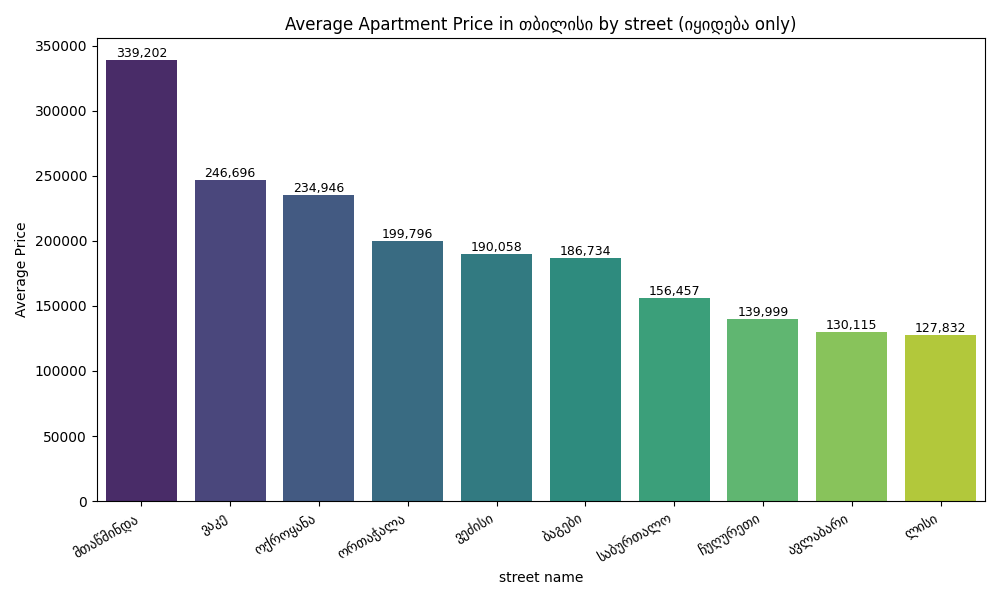 Average Apartment Price in თბილისი by street (იყიდება only)
Average Price
350000
300000
250000
200000
150000
100000
50000
0
339,202
246,696
234,946
199,796
190,058
186,734
156,457
139,999
130,115
127,832
მთაწმინდა
ვაკე
ოქროყანა
ორთაჭალა
ვეძისი
ბაგები
საბურთალო
ჩუღურეთი
ავლაბარი
ლისი
street name